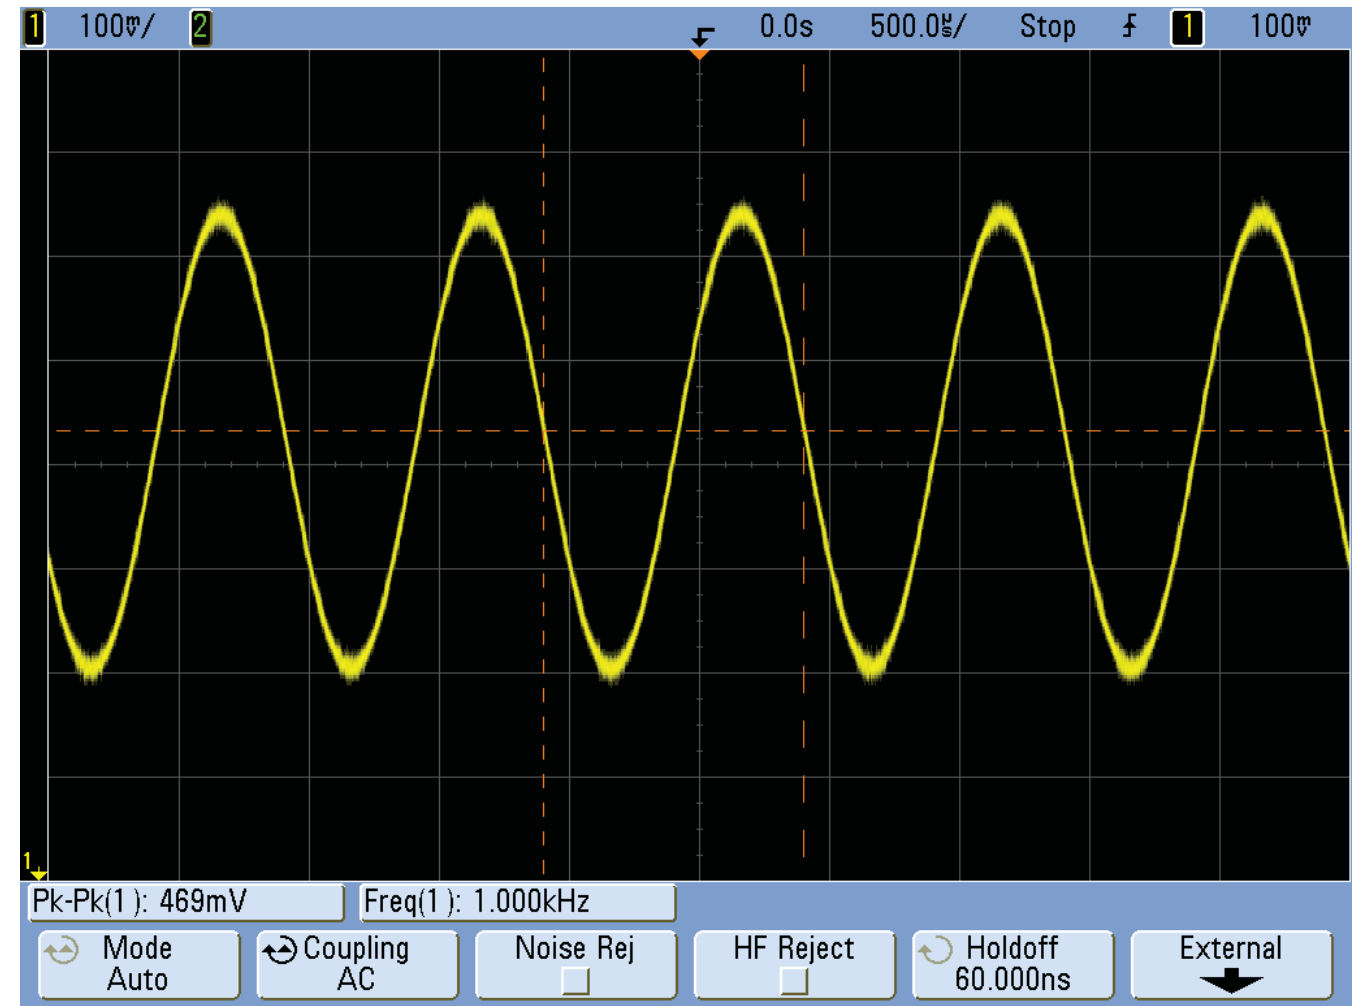 1 100mV/ 2 0.0s 500.0µs/ Stop 1 100mV
1
Pk-Pk(1): 469mV Freq(1): 1.000kHz
Mode Coupling Noise Rej HF Reject Holdoff External
Auto AC 60.000ns